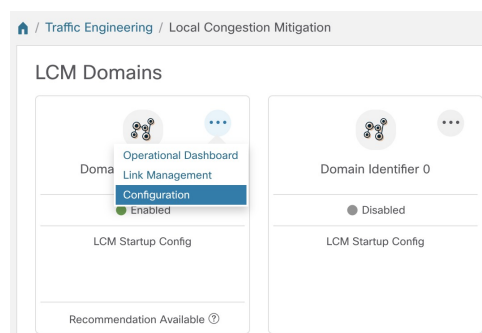 / Traffic Engineering / Local Congestion Mitigation
LCM Domains
Operational Dashboard
Link Management
Configuration
Doma
Enabled
LCM Startup Config
Recommendation Available ?
Domain Identifier 0
Disabled
LCM Startup Config